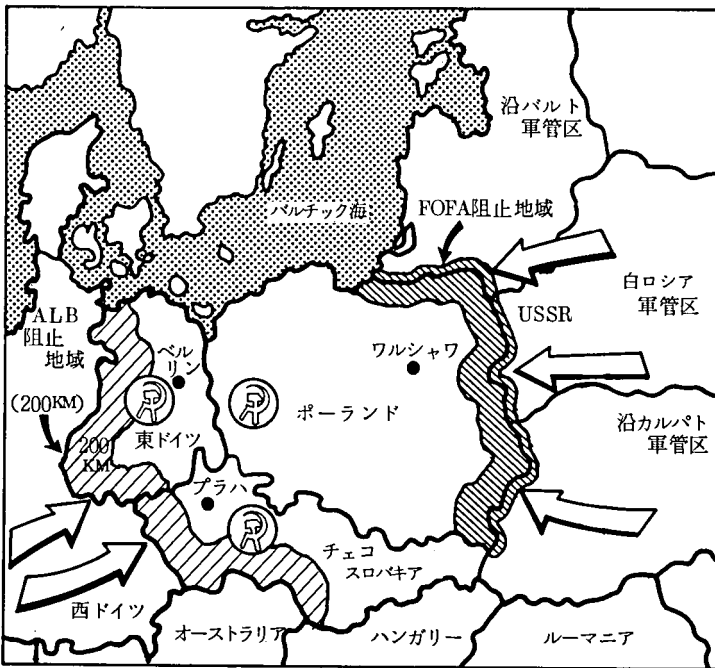 沿バルト
軍管区
バルチック海
FOFA阻止地域
ALB
阻止
地域
(200KM)
200
KM
ベル
リン
東ドイツ
ワルシャワ
ポーランド
USSR
白ロシア
軍管区
沿カルパト
軍管区
プラハ
チェコ
スロバキア
西ドイツ
オーストラリア
ハンガリー
ルーマニア